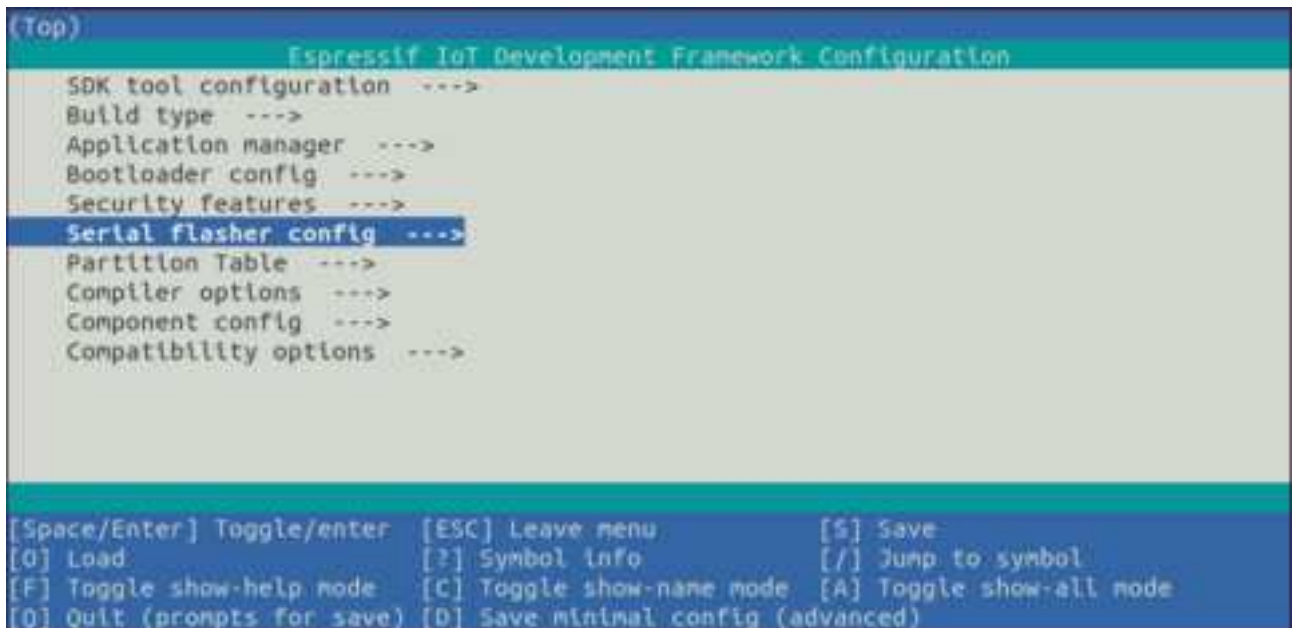 (Top)
Espressif IoT Development Framework Configuration
SDK tool configuration --->
Build type --->
Application manager --->
Bootloader config --->
Security features --->
Serial flasher config --->
Partition Table --->
Compiler options --->
Component config --->
Compatibility options --->
[Space/Enter] Toggle/enter [ESC] Leave menu [S] Save
[O] Load [?] Symbol info [/] Jump to symbol
[F] Toggle show-help mode [C] Toggle show-name mode [A] Toggle show-all mode
[Q] Quit (prompts for save) [D] Save minimal config (advanced)